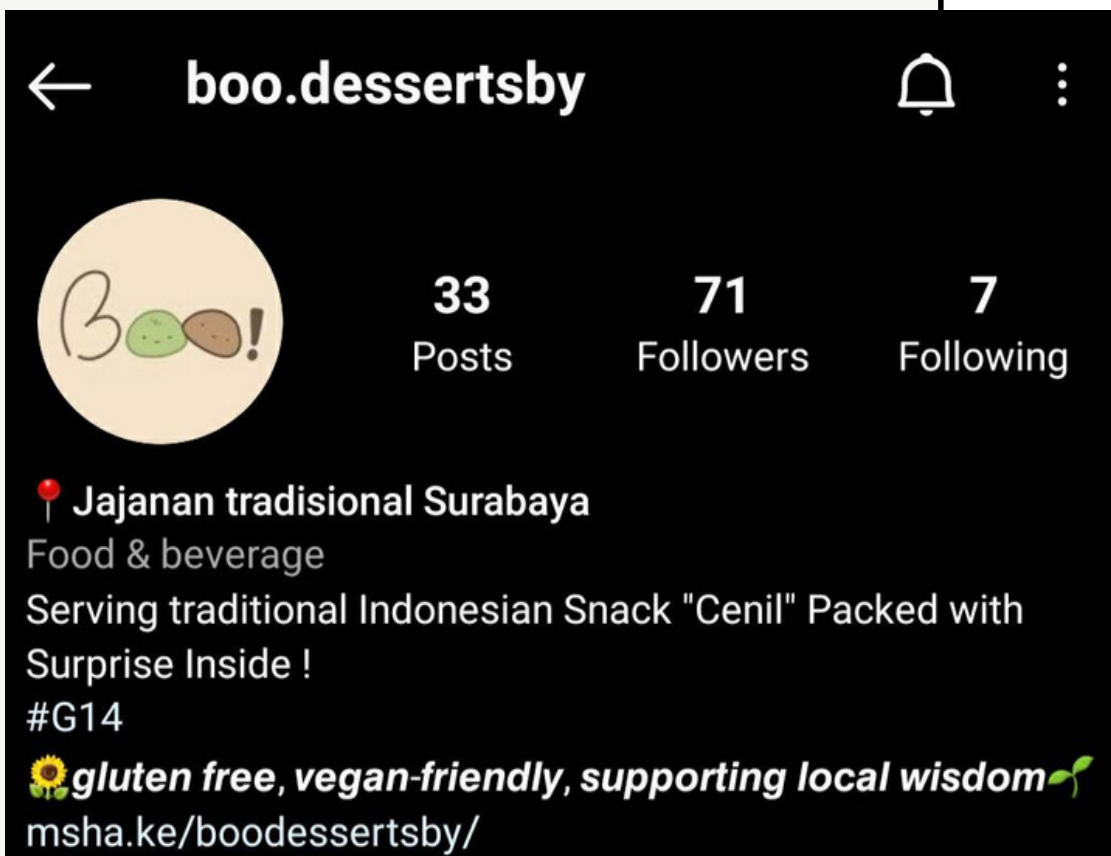 boo.dessertsby
Boo!
33 71 7
Posts Followers Following
📍Jajanan tradisional Surabaya
Food & beverage
Serving traditional Indonesian Snack "Cenil" Packed with
Surprise Inside !
#G14
🌻gluten free, vegan-friendly, supporting local wisdom🌱
msha.ke/boodessertsby/